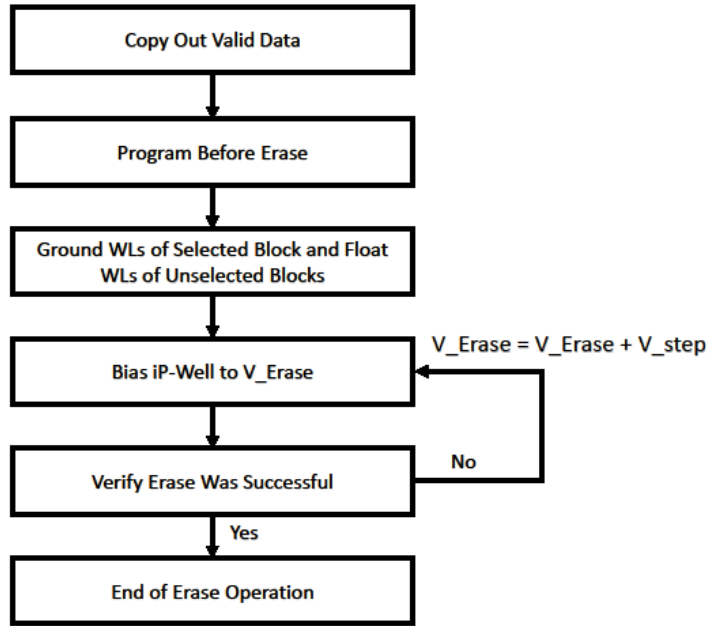 Copy Out Valid Data
Program Before Erase
Ground WLs of Selected Block and Float
WLs of Unselected Blocks
V_Erase = V_Erase + V_step
Bias iP-Well to V_Erase
Verify Erase Was Successful
No
Yes
End of Erase Operation